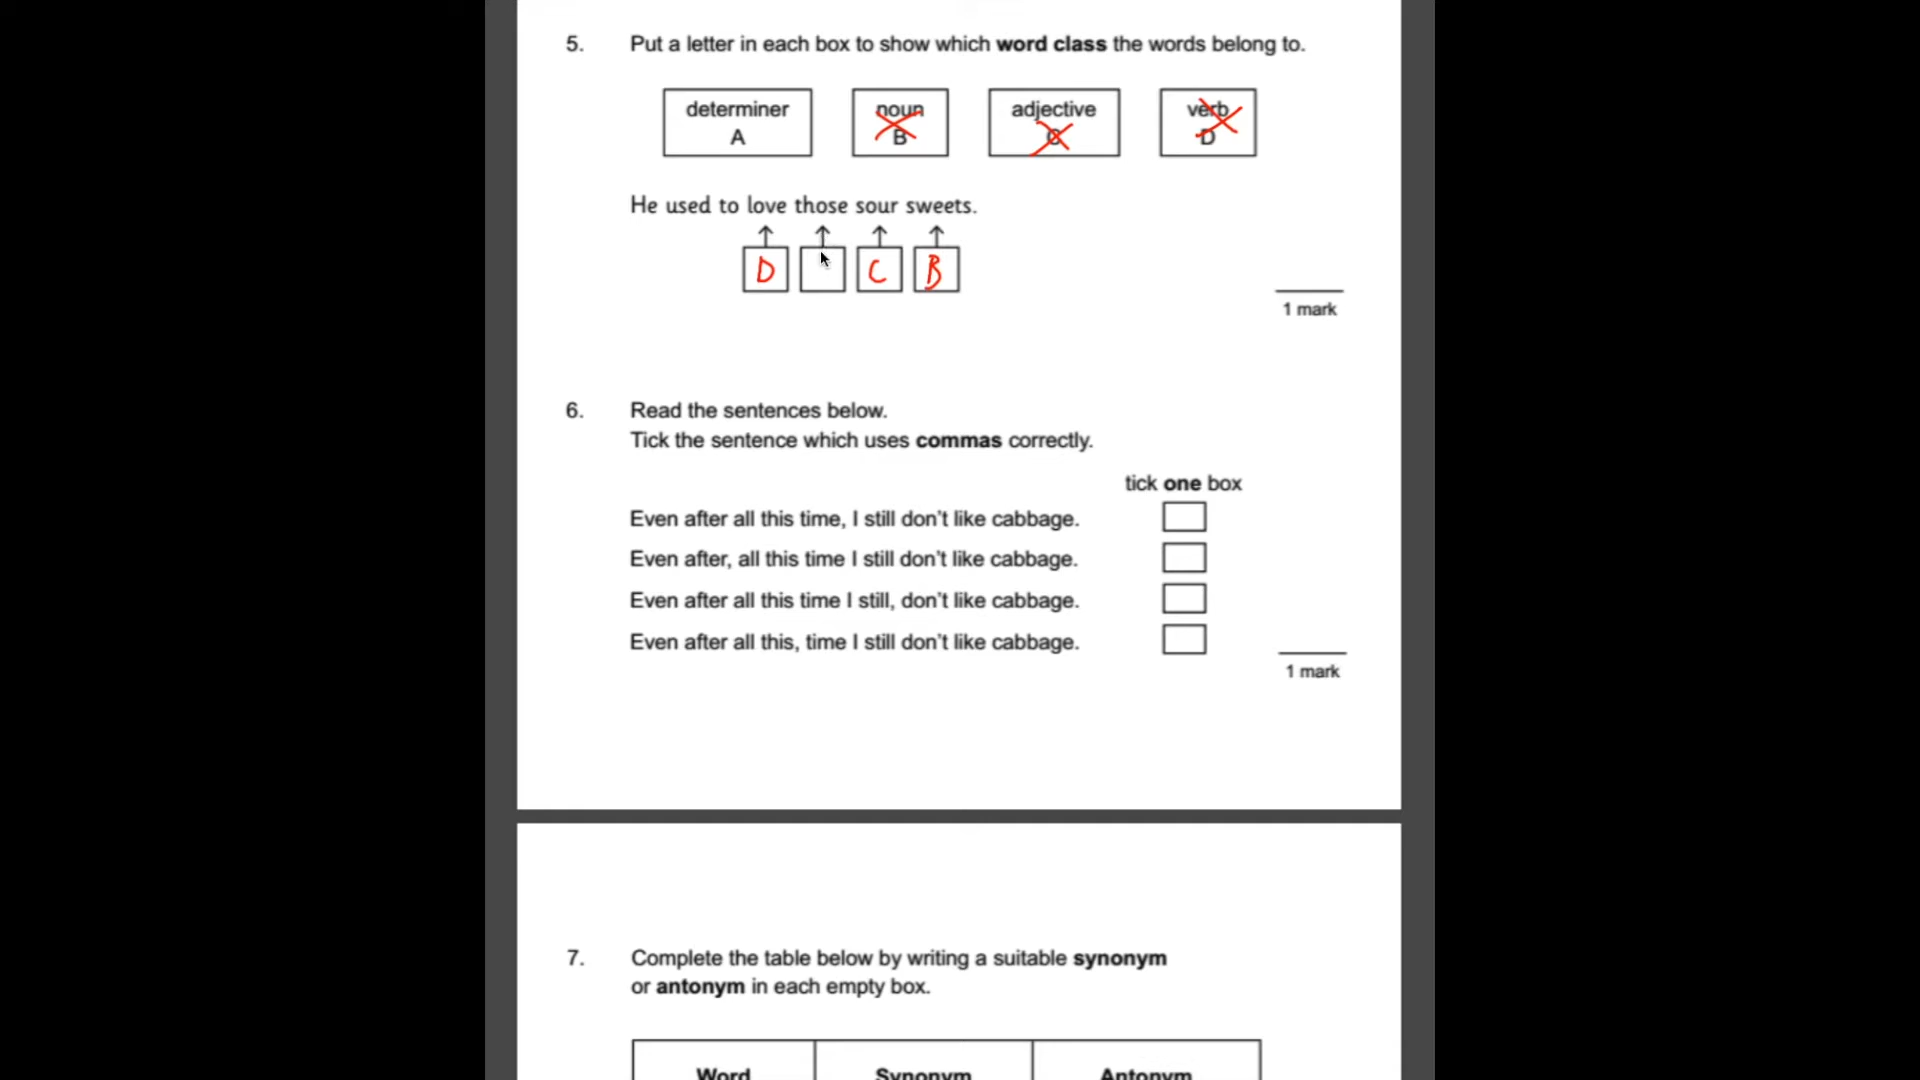 5. Put a letter in each box to show which word class the words belong to.
determiner noun adjective verb
A B C D
He used to love those sour sweets.
D C B
1 mark
6. Read the sentences below.
Tick the sentence which uses commas correctly.
tick one box
Even after all this time, I still don't like cabbage.
Even after, all this time I still don't like cabbage.
Even after all this time I still, don't like cabbage.
Even after all this, time I still don't like cabbage.
1 mark
7. Complete the table below by writing a suitable synonym
or antonym in each empty box.
Word Synonym Antonym